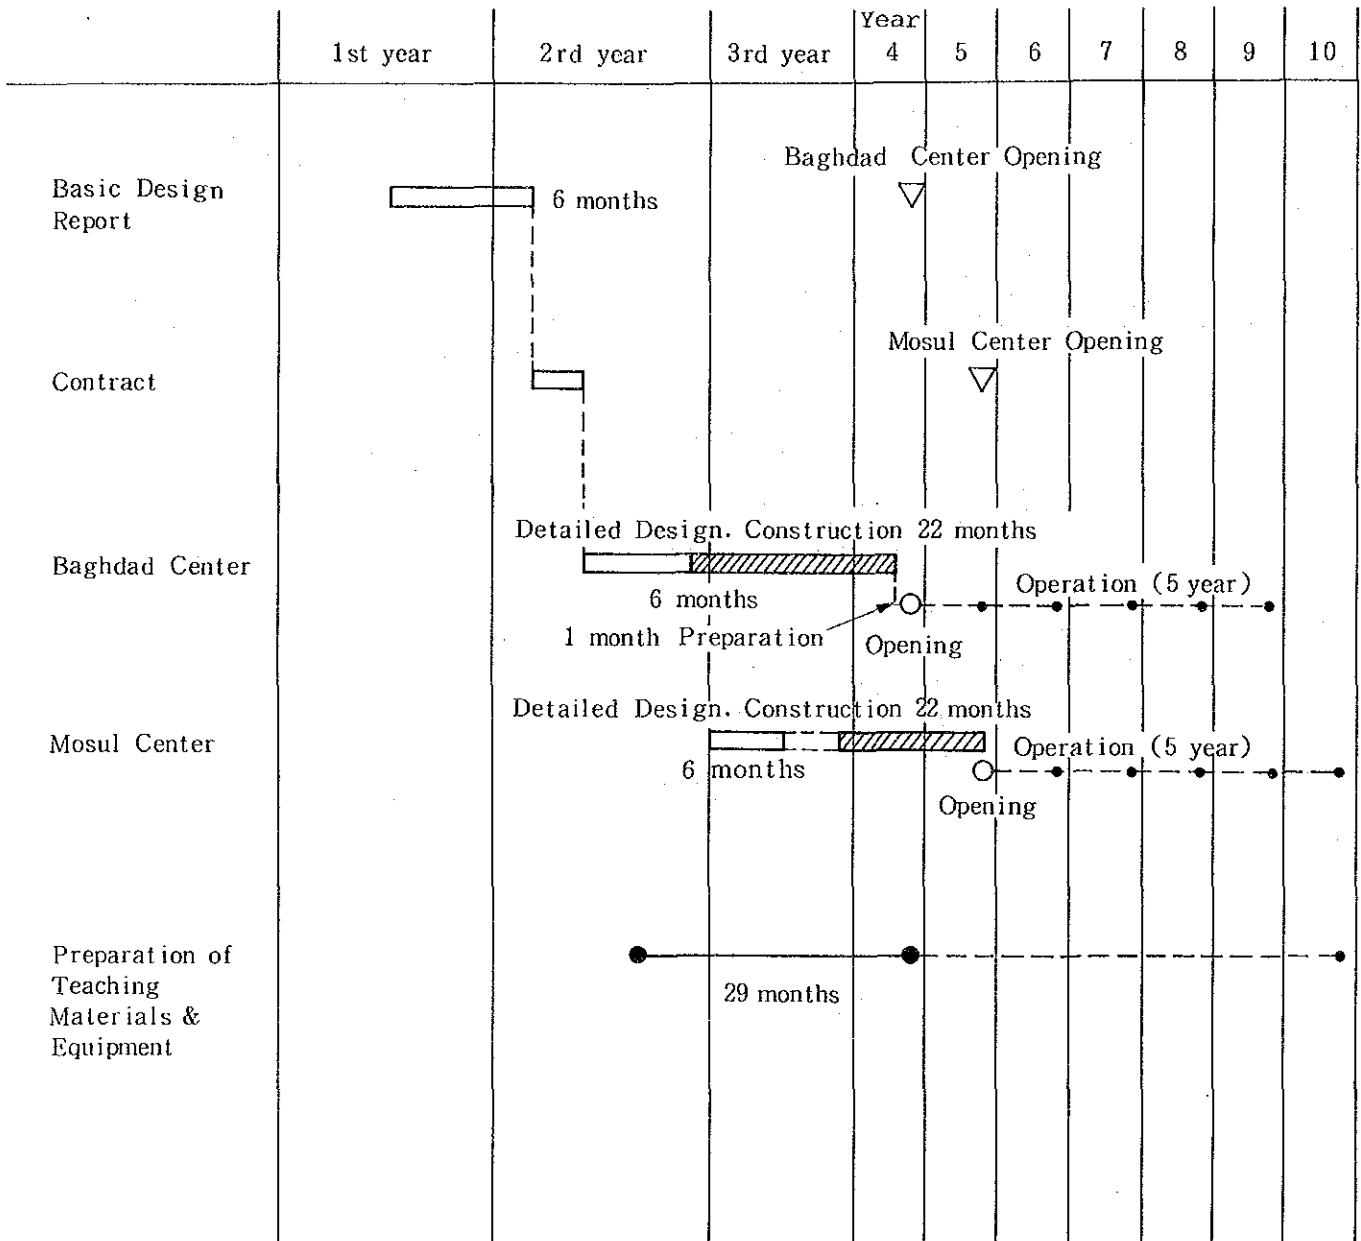 Year
1st year 2rd year 3rd year 4 5 6 7 8 9 10
Baghdad Center Opening
Basic Design
Report
6 months
Mosul Center Opening
Contract
Detailed Design. Construction 22 months
Baghdad Center
6 months
Operation (5 year)
1 month Preparation
Opening
Detailed Design. Construction 22 months
Mosul Center
6 months
Operation (5 year)
Opening
Preparation of
Teaching
Materials &
Equipment
29 months